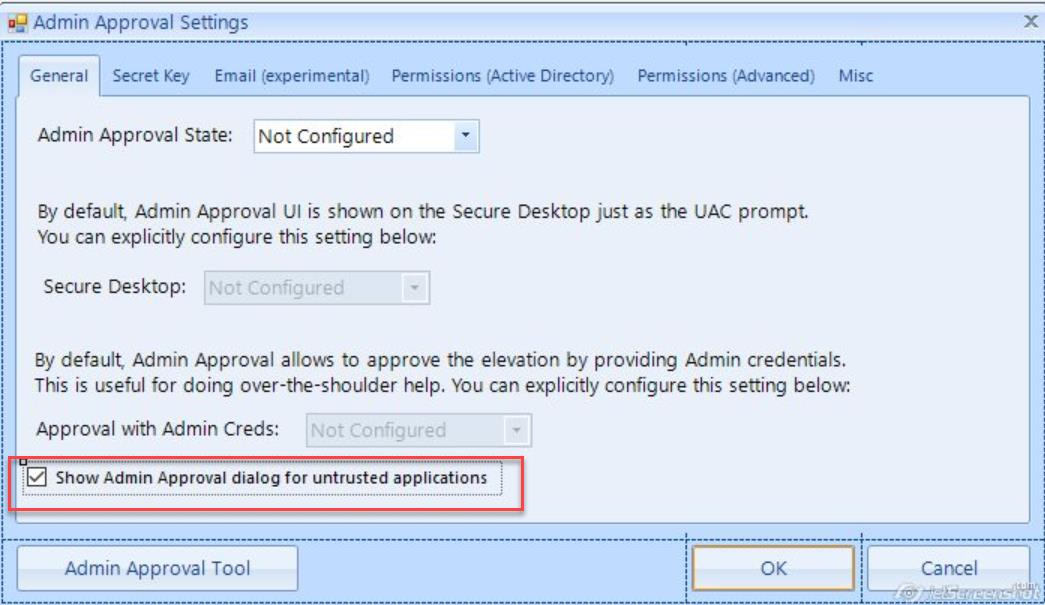 Admin Approval Settings
General Secret Key Email (experimental) Permissions (Active Directory) Permissions (Advanced) Misc
Admin Approval State: Not Configured
By default, Admin Approval UI is shown on the Secure Desktop just as the UAC prompt.
You can explicitly configure this setting below:
Secure Desktop: Not Configured
By default, Admin Approval allows to approve the elevation by providing Admin credentials.
This is useful for doing over-the-shoulder help. You can explicitly configure this setting below:
Approval with Admin Creds: Not Configured
Show Admin Approval dialog for untrusted applications
Admin Approval Tool OK Cancel
.com
JetScreenshot